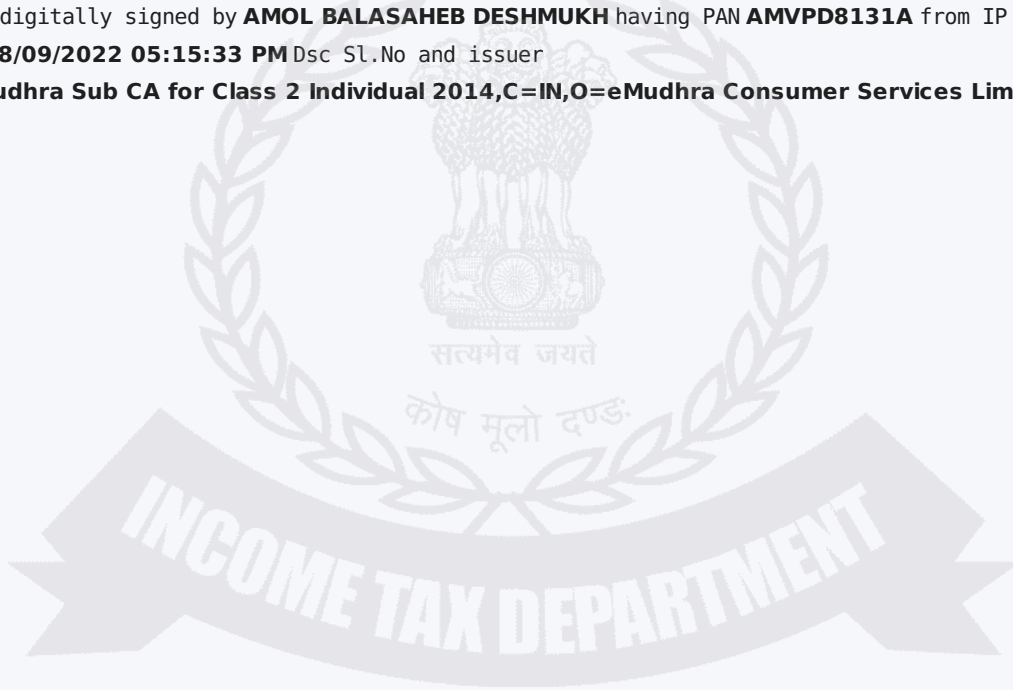 digitally signed by AMOL BALASAHEB DESHMUKH having PAN AMVPD8131A from IP
8/09/2022 05:15:33 PM Dsc Sl.No and issuer
udhra Sub CA for Class 2 Individual 2014,C=IN,O=eMudhra Consumer Services Lim
सत्यमेव जयते
कोष मूलो दण्डः
INCOME TAX DEPARTMENT